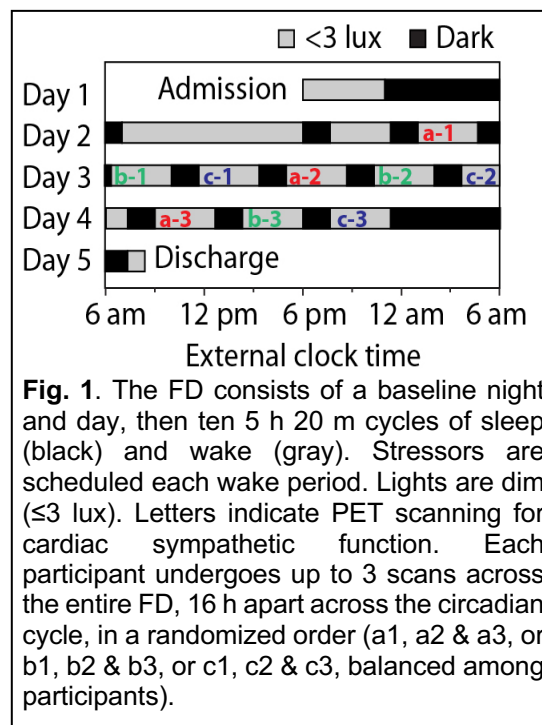 <3 lux Dark
Day 1 Admission
Day 2 a-1
Day 3 b-1 c-1 a-2 b-2 c-2
Day 4 a-3 b-3 c-3
Day 5 Discharge
6 am 12 pm 6 pm 12 am 6 am
External clock time
Fig. 1. The FD consists of a baseline night
and day, then ten 5 h 20 m cycles of sleep
(black) and wake (gray). Stressors are
scheduled each wake period. Lights are dim
(≤3 lux). Letters indicate PET scanning for
cardiac sympathetic function. Each
participant undergoes up to 3 scans across
the entire FD, 16 h apart across the circadian
cycle, in a randomized order (a1, a2 & a3, or
b1, b2 & b3, or c1, c2 & c3, balanced among
participants).